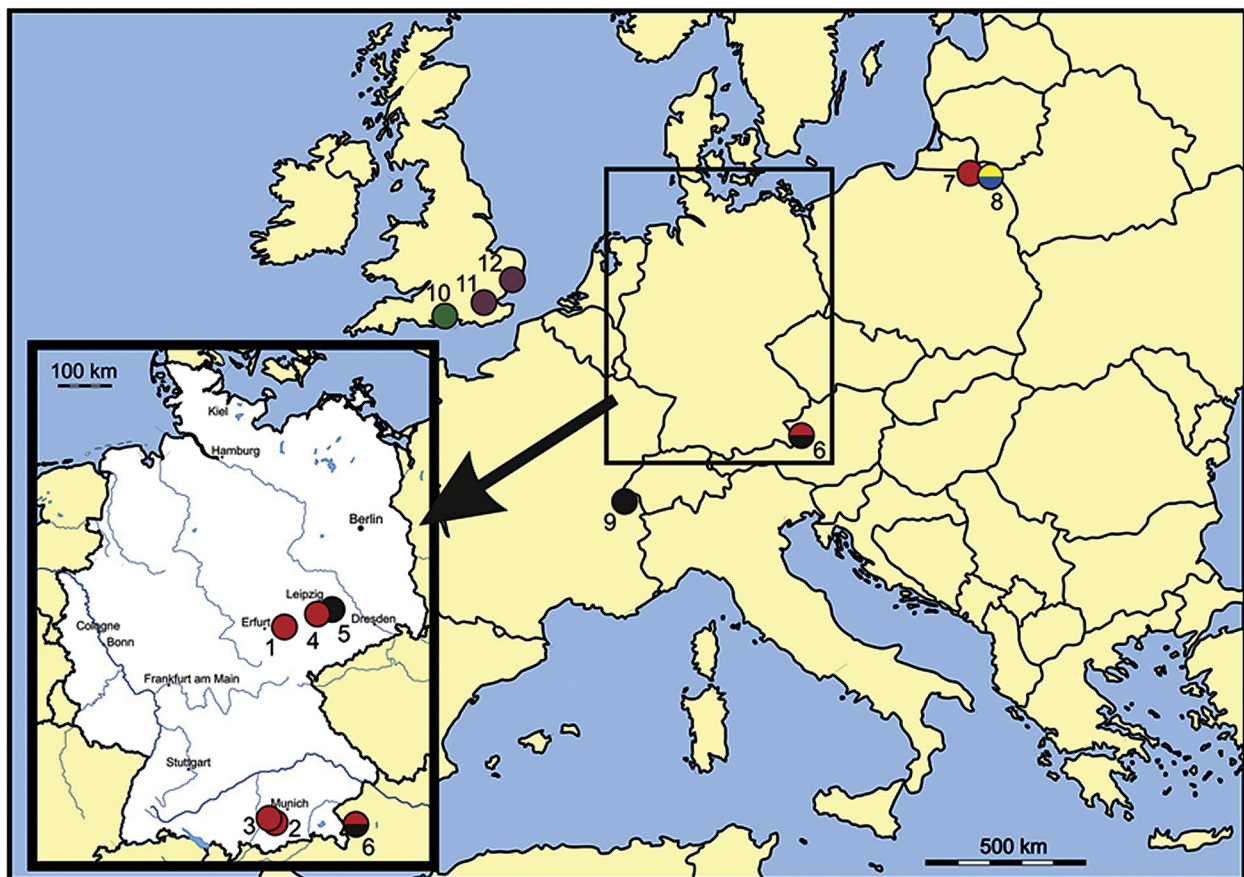 7
8
12
11
10
100 km
Kiel
Hamburg
6
9
Berlin
Leipzig
Erfurt
Dresden
1
4
5
Cologne
Bonn
Frankfurt am Main
Stuttgart
Munich
3
2
6
500 km